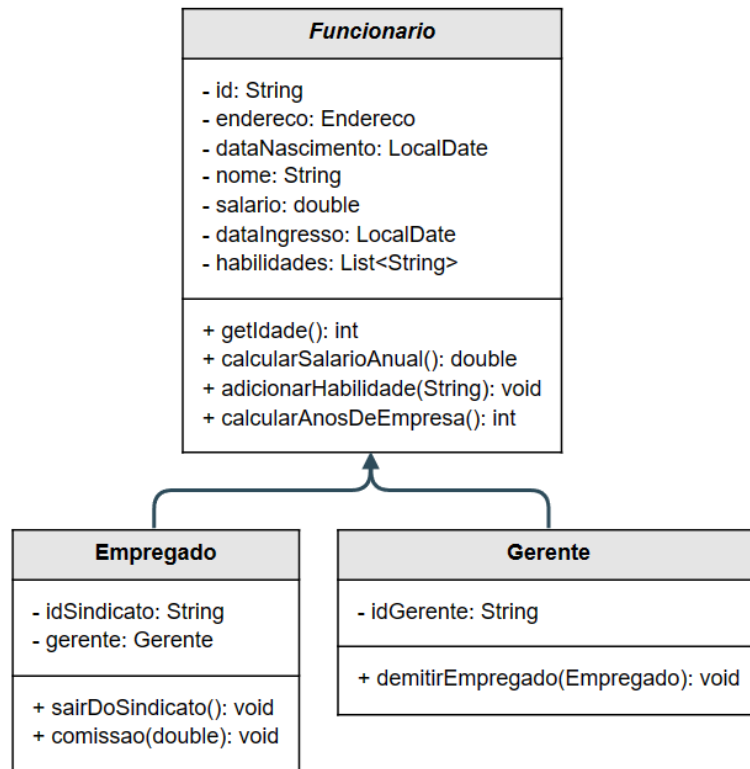 Funcionario
- id: String
- endereco: Endereco
- dataNascimento: LocalDate
- nome: String
- salario: double
- dataIngresso: LocalDate
- habilidades: List<String>
+ getIdade(): int
+ calcularSalarioAnual(): double
+ adicionarHabilidade(String): void
+ calcularAnosDeEmpresa(): int
Empregado
- idSindicato: String
- gerente: Gerente
+ sairDoSindicato(): void
+ comissao(double): void
Gerente
- idGerente: String
+ demitirEmpregado(Empregado): void